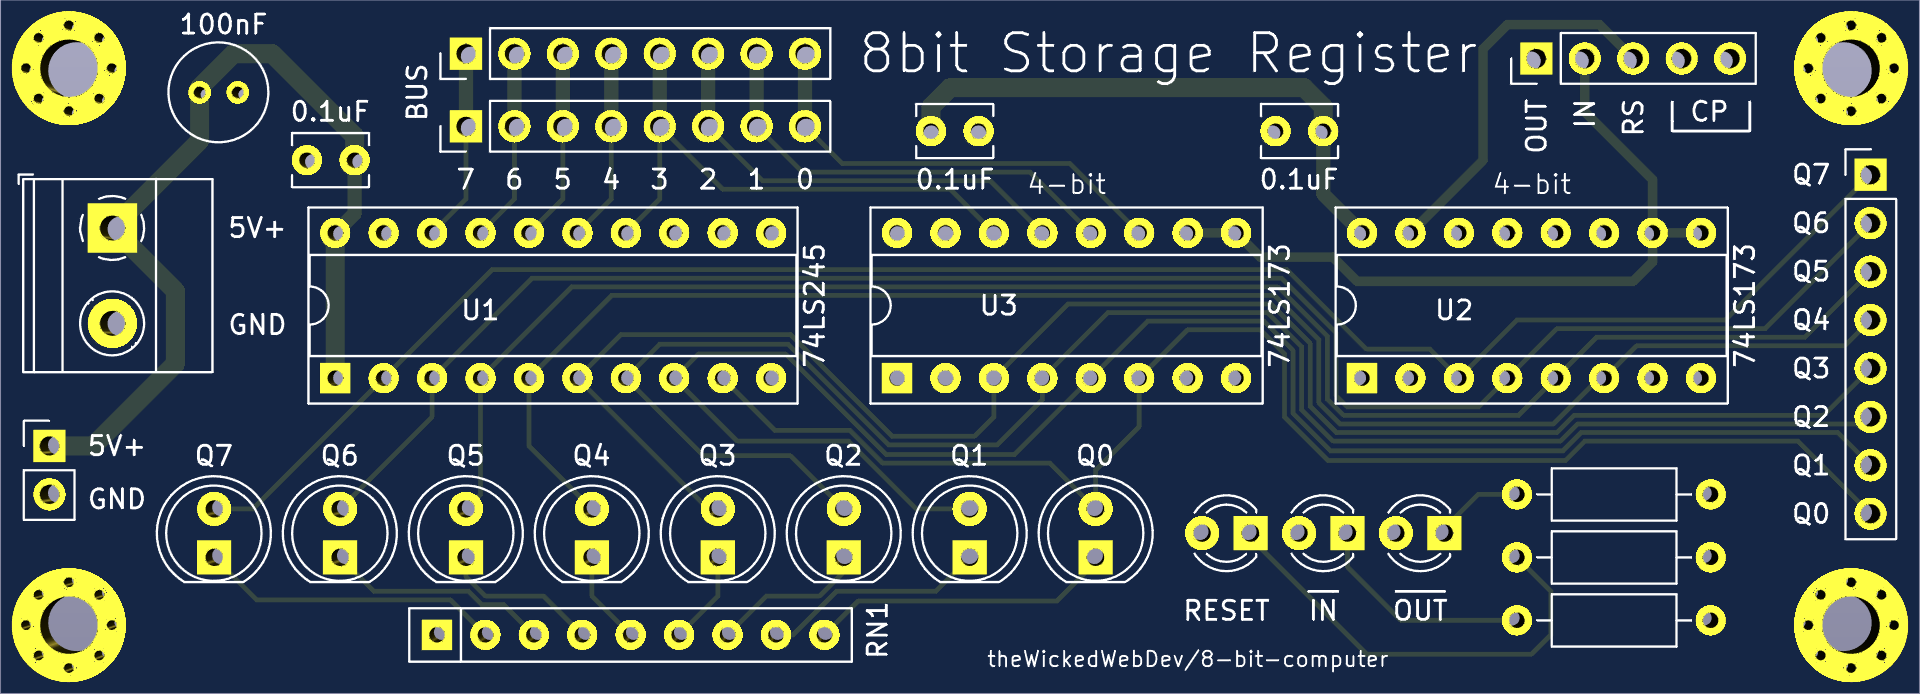 100nF
8bit Storage Register
BUS
0.1uF
OUT
IN
RS
CP
7 6 5 4 3 2 1 0
0.1uF
4-bit
0.1uF
4-bit
Q7
Q6
Q5
Q4
Q3
Q2
Q1
Q0
5V+
GND
U1
74LS245
U3
74LS173
U2
74LS173
5V+
GND
Q7 Q6 Q5 Q4 Q3 Q2 Q1 Q0
RN1
RESET
IN
OUT
theWickedWebDev/8-bit-computer